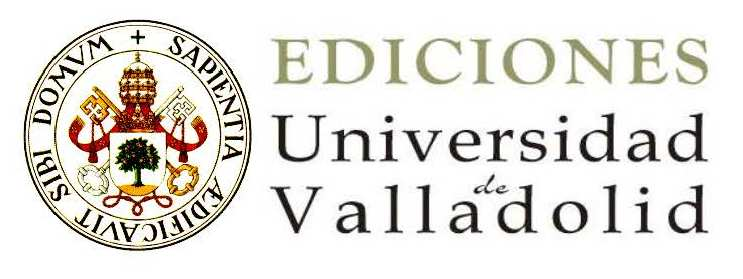 SAPIENTIA ÆDIFICAVIT SIBI DOMVM +
EDICIONES
Universidad
de
Valladolid